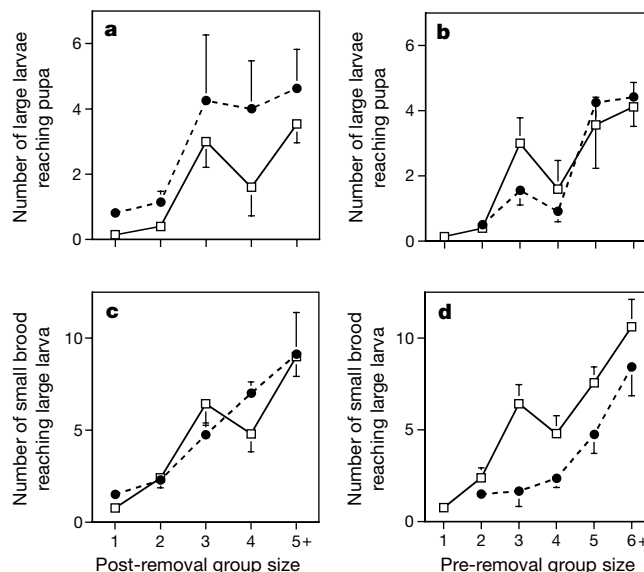 a
b
6
4
2
0
Number of large larvae
reaching pupa
6
4
2
0
Number of large larvae
reaching pupa
c
d
10
5
0
Number of small brood
reaching large larva
10
5
0
Number of small brood
reaching large larva
1 2 3 4 5+
Post-removal group size
1 2 3 4 5 6+
Pre-removal group size